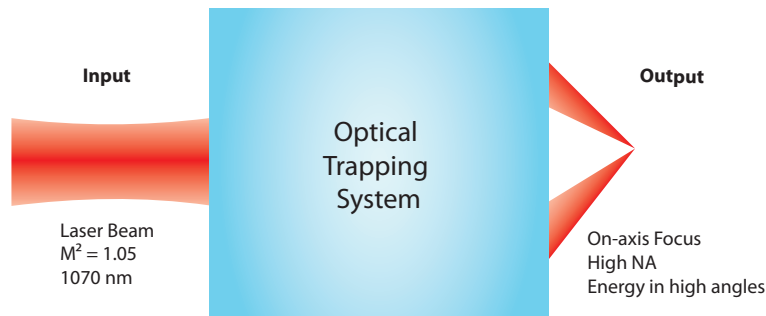 Input
Output
Optical
Trapping
System
Laser Beam
M² = 1.05
1070 nm
On-axis Focus
High NA
Energy in high angles